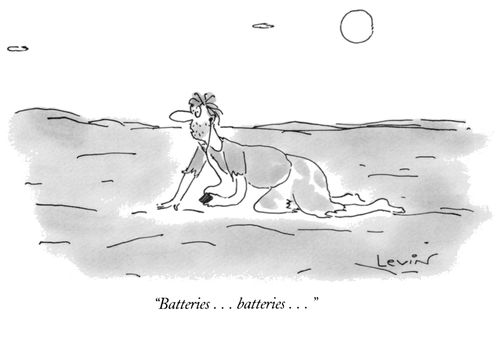 Levin
“Batteries . . . batteries . . . ”